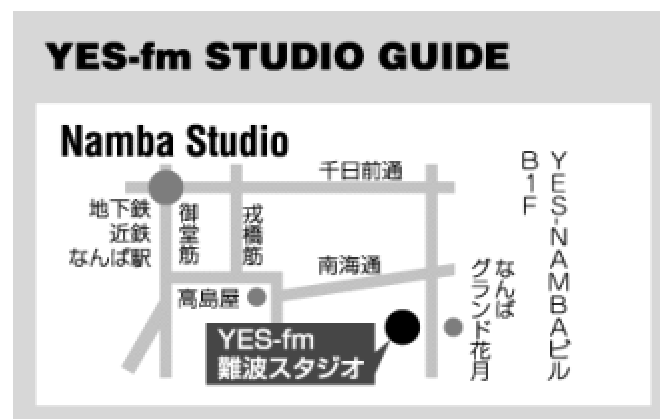 YES-fm STUDIO GUIDE
Namba Studio
千日前通
地下鉄
近鉄
なんば駅
御堂筋
戎橋筋
南海通
高島屋
YES-fm
難波スタジオ
なんば
グランド花月
YES-NAMBAビル
B1F